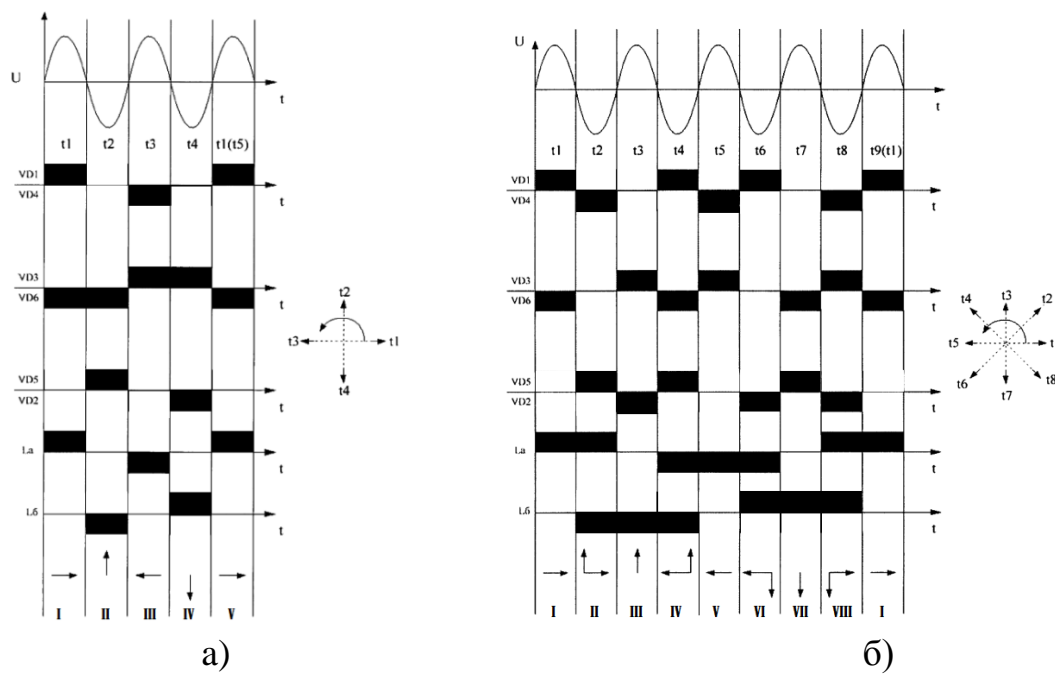 U
t
t1 t2 t3 t4 t1(t5)
VD1
VD4
t
VD3
VD6
t
VD5
VD2
t
La
t
Lб
t
I II III IV V
t2
t3 t1
t4
а)
U
t
t1 t2 t3 t4 t5 t6 t7 t8 t9(t1)
VD1
VD4
t
VD3
VD6
t
VD5
VD2
t
La
t
Lб
t
I II III IV V VI VII VIII I
t4 t3 t2
t5 t
t6 t7 t8
б)